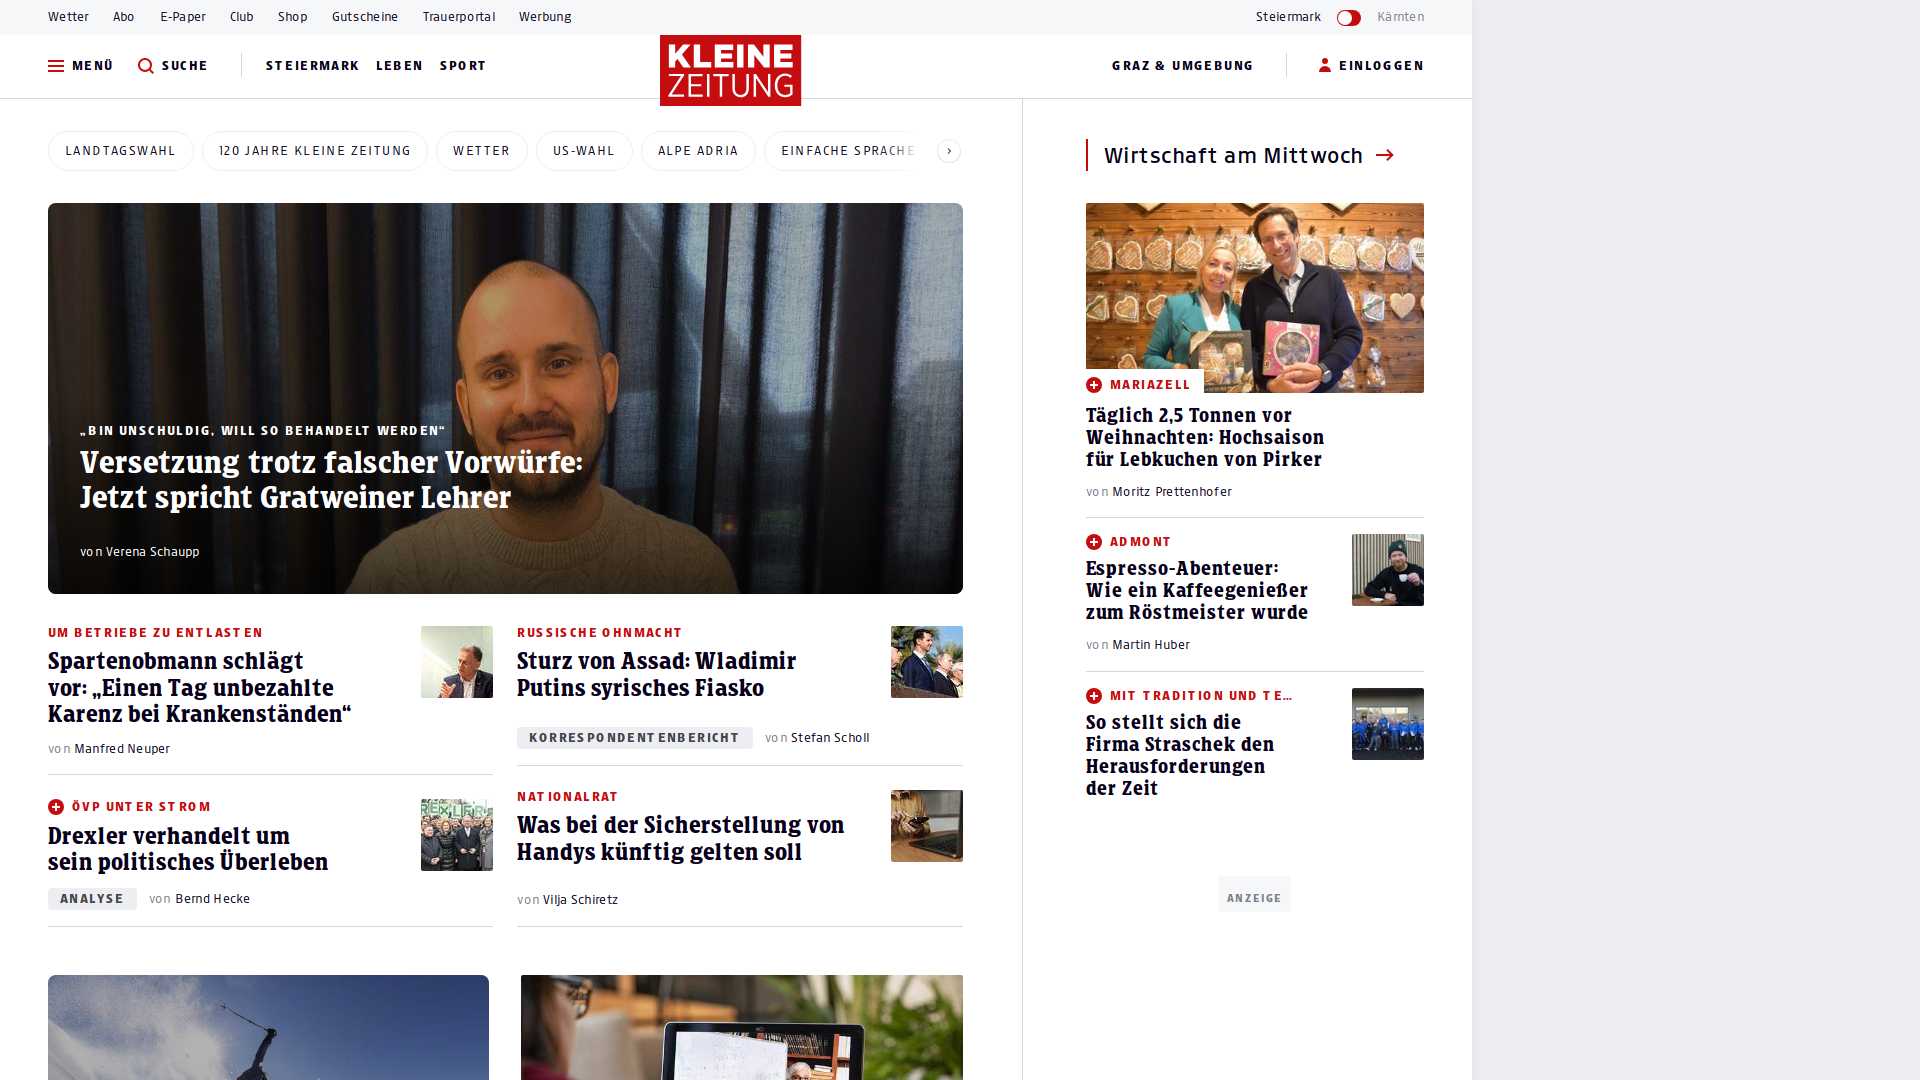 Wetter Abo E-Paper Club Shop Gutscheine Trauerportal Werbung Steiermark Kärnten
MENÜ SUCHE STEIERMARK LEBEN SPORT KLEINE ZEITUNG GRAZ & UMGEBUNG EINLOGGEN
LANDTAGSWAHL 120 JAHRE KLEINE ZEITUNG WETTER US-WAHL ALPE ADRIA EINFACHE SPRACHE
„BIN UNSCHULDIG, WILL SO BEHANDELT WERDEN“
Versetzung trotz falscher Vorwürfe:
Jetzt spricht Gratweiner Lehrer
von Verena Schaupp
UM BETRIEBE ZU ENTLASTEN
Spartenobmann schlägt
vor: „Einen Tag unbezahlte
Karenz bei Krankenständen“
von Manfred Neuper
RUSSISCHE OHNMACHT
Sturz von Assad: Wladimir
Putins syrisches Fiasko
KORRESPONDENTENBERICHT von Stefan Scholl
ÖVP UNTER STROM
Drexler verhandelt um
sein politisches Überleben
ANALYSE von Bernd Hecke
NATIONALRAT
Was bei der Sicherstellung von
Handys künftig gelten soll
von Vilja Schiretz
Wirtschaft am Mittwoch
MARIAZELL
Täglich 2,5 Tonnen vor
Weihnachten: Hochsaison
für Lebkuchen von Pirker
von Moritz Prettenhofer
ADMONT
Espresso-Abenteuer:
Wie ein Kaffeegenießer
zum Röstmeister wurde
von Martin Huber
MIT TRADITION UND TE…
So stellt sich die
Firma Straschek den
Herausforderungen
der Zeit
ANZEIGE